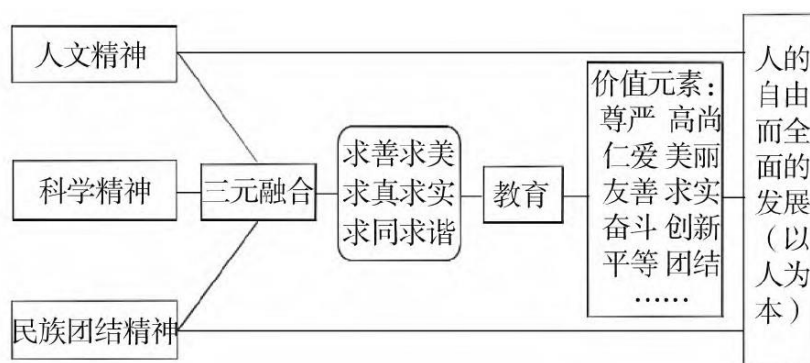 人文精神
科学精神
民族团结精神
三元融合
求善求美
求真求实
求同求谐
教育
价值元素：
尊严 高尚
仁爱 美丽
友善 求实
奋斗 创新
平等 团结
……
人的
自由
而全
面的
发展
（以
人为
本）